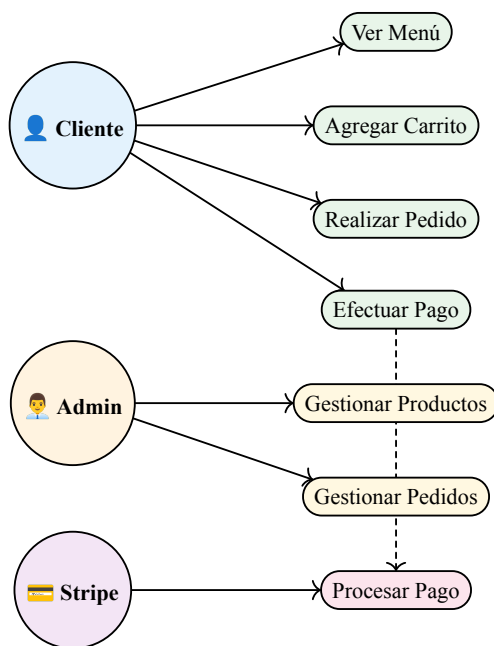 Ver Menú
👤 Cliente
Agregar Carrito
Realizar Pedido
Efectuar Pago
👨‍💼 Admin
Gestionar Productos
Gestionar Pedidos
💳 Stripe
Procesar Pago